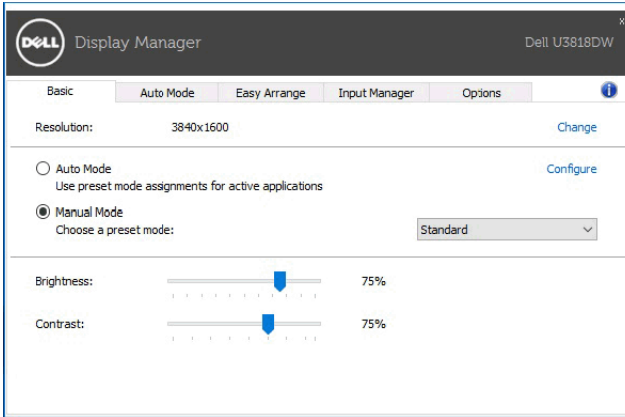 x
DELL Display Manager Dell U3818DW
Basic Auto Mode Easy Arrange Input Manager Options i
Resolution: 3840x1600 Change
Auto Mode Configure
Use preset mode assignments for active applications
Manual Mode
Choose a preset mode: Standard
Brightness: 75%
Contrast: 75%